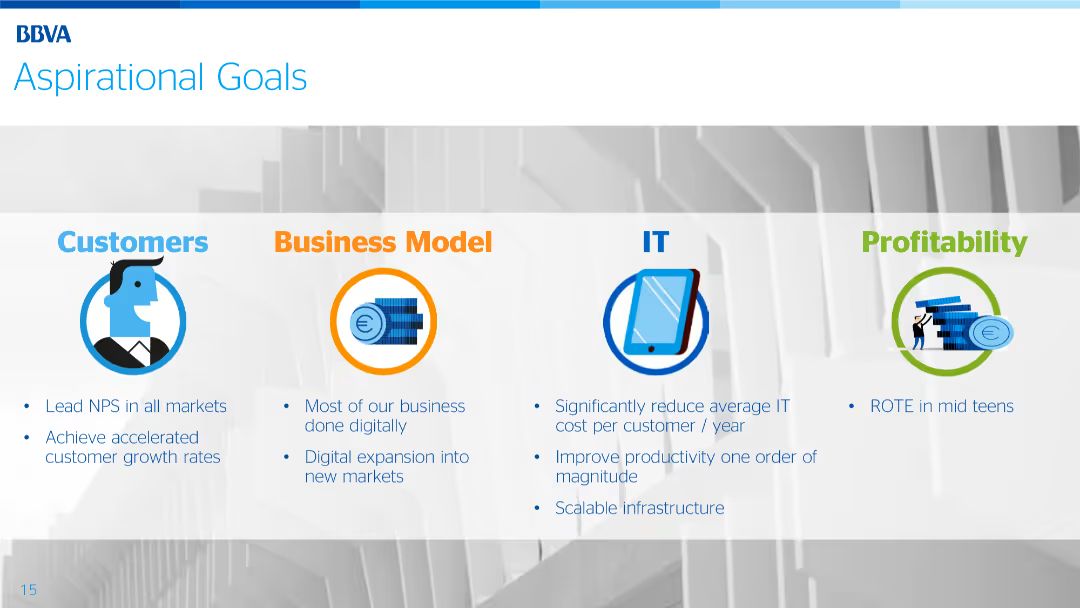 BBVA
Aspirational Goals
Customers
• Lead NPS in all markets
• Achieve accelerated
customer growth rates
Business Model
€
• Most of our business
done digitally
• Digital expansion into
new markets
IT
• Significantly reduce average IT
cost per customer / year
• Improve productivity one order of
magnitude
• Scalable infrastructure
Profitability
€
• ROTE in mid teens
15